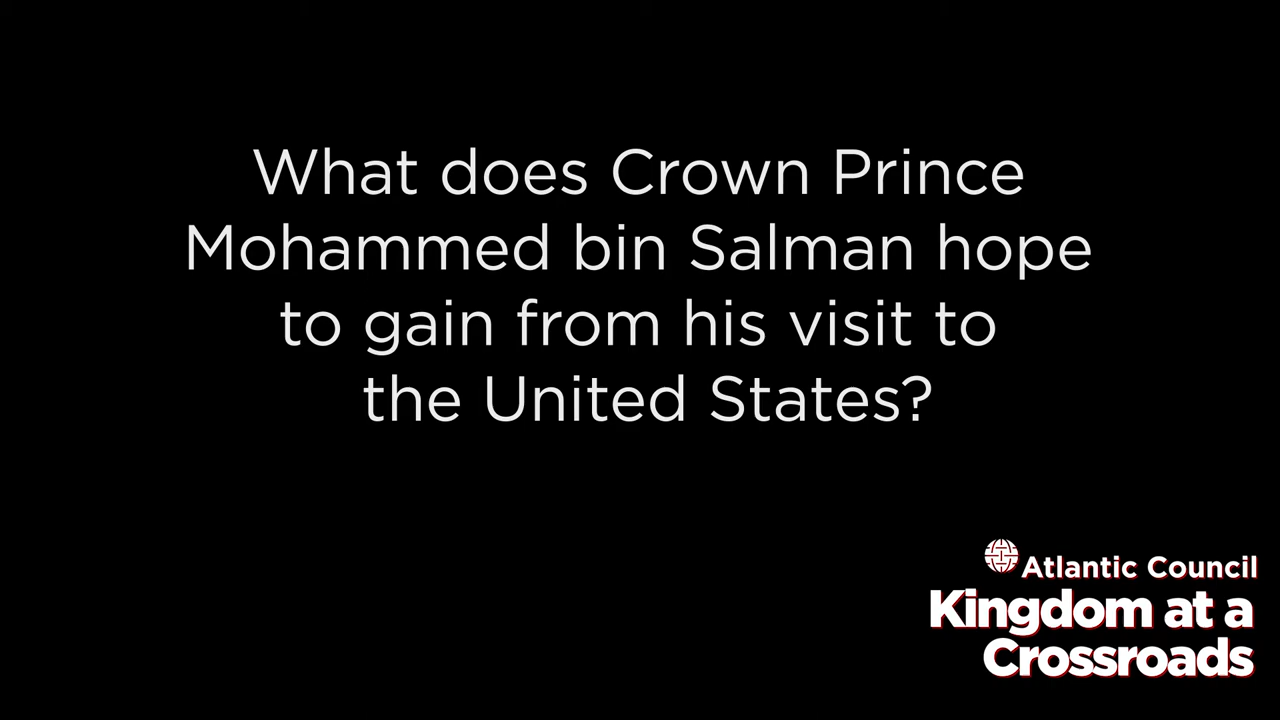 What does Crown Prince
Mohammed bin Salman hope
to gain from his visit to
the United States?
Atlantic Council
Kingdom at a
Crossroads